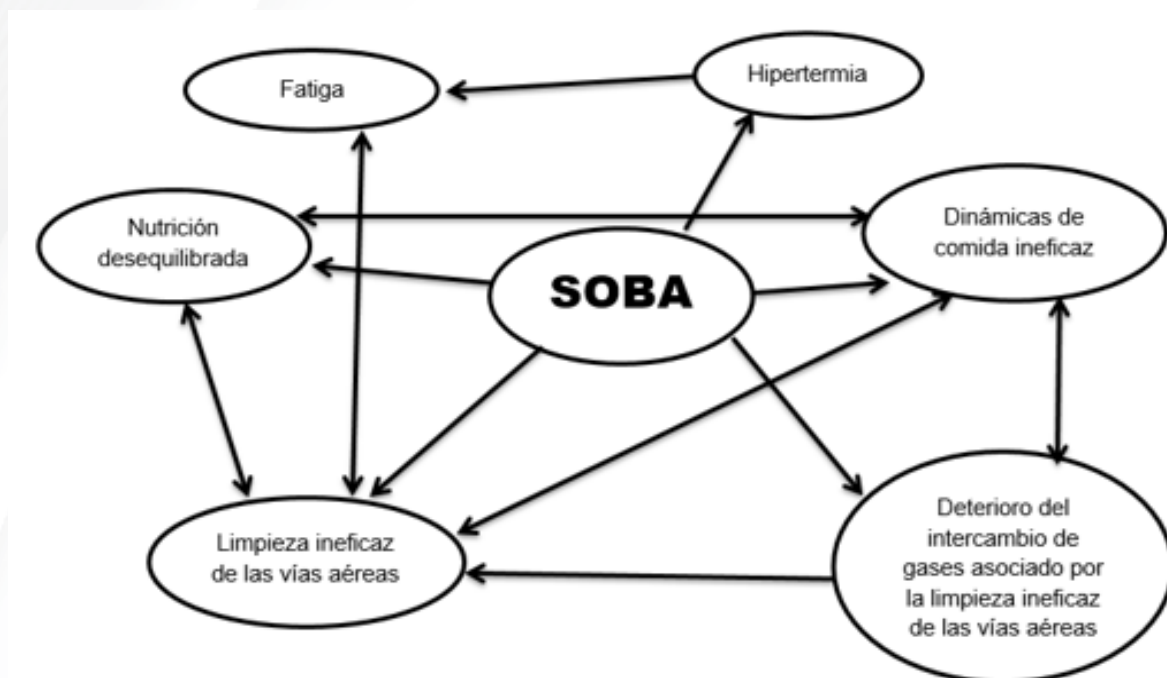 Fatiga
Hipertermia
Nutrición
desequilibrada
Dinámicas de
comida ineficaz
SOBA
Limpieza ineficaz
de las vías aéreas
Deterioro del
intercambio de
gases asociado por
la limpieza ineficaz
de las vías aéreas